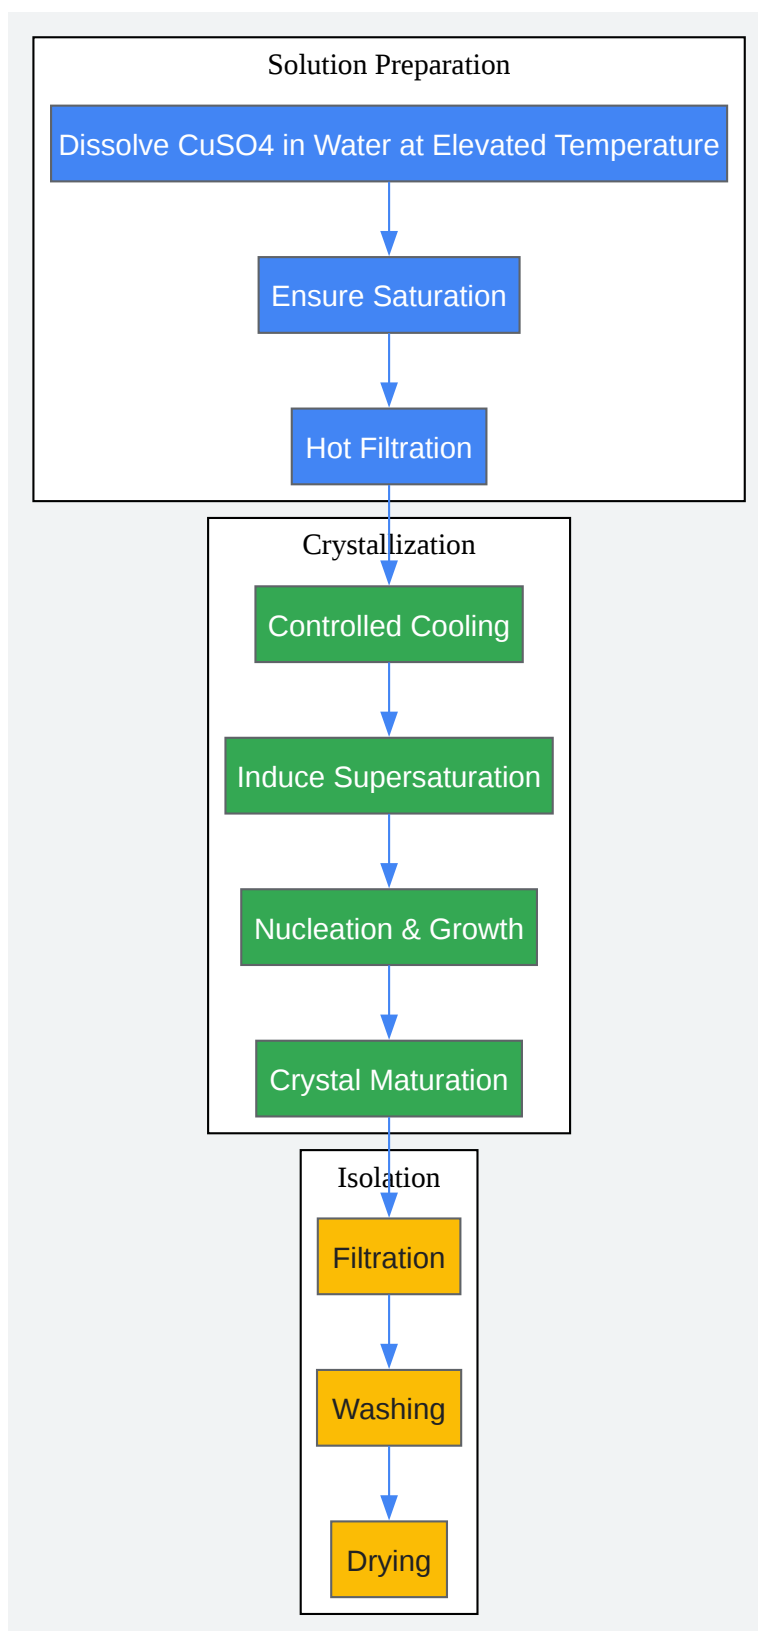 Solution Preparation
Dissolve CuSO4 in Water at Elevated Temperature
Ensure Saturation
Hot Filtration
Crystallization
Controlled Cooling
Induce Supersaturation
Nucleation & Growth
Crystal Maturation
Isolation
Filtration
Washing
Drying